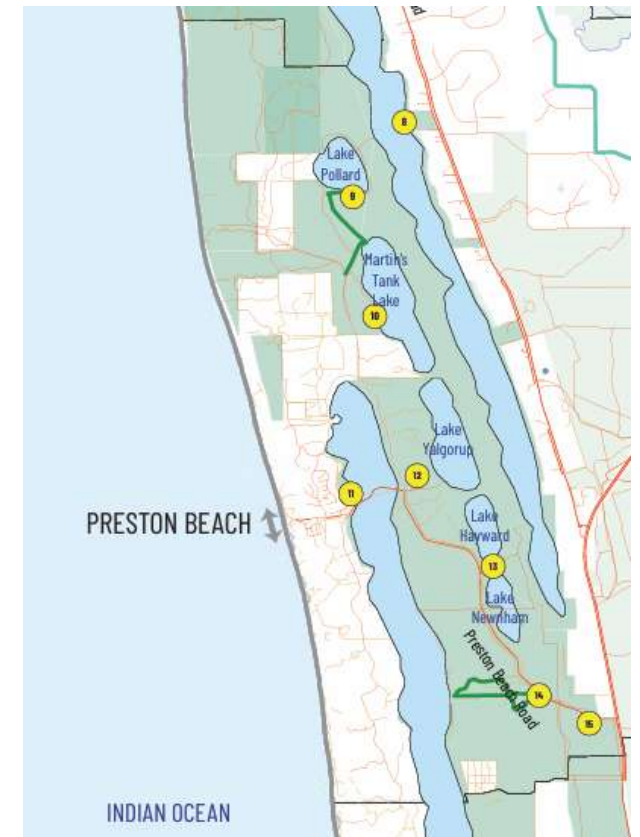 8
Lake
Pollard
9
Martin's
Tank
Lake
10
Lake
Yalgorup
12
11
PRESTON BEACH
Lake
Hayward
13
Lake
Newnham
Preston Beach Road
14
15
INDIAN OCEAN